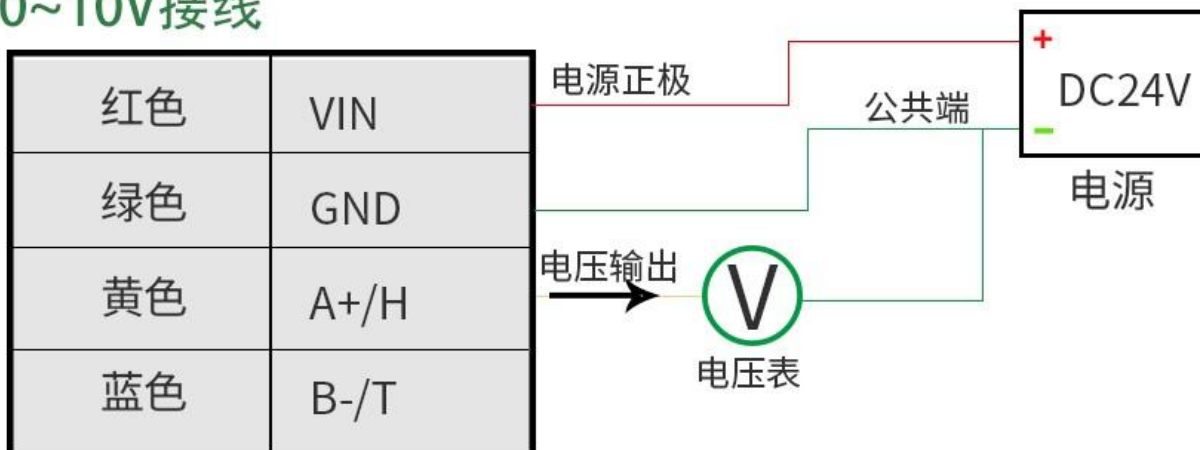 0~10V接线
红色 VIN
绿色 GND
黄色 A+/H
蓝色 B-/T
电源正极
公共端
+
DC24V
-
电源
电压输出
V
电压表